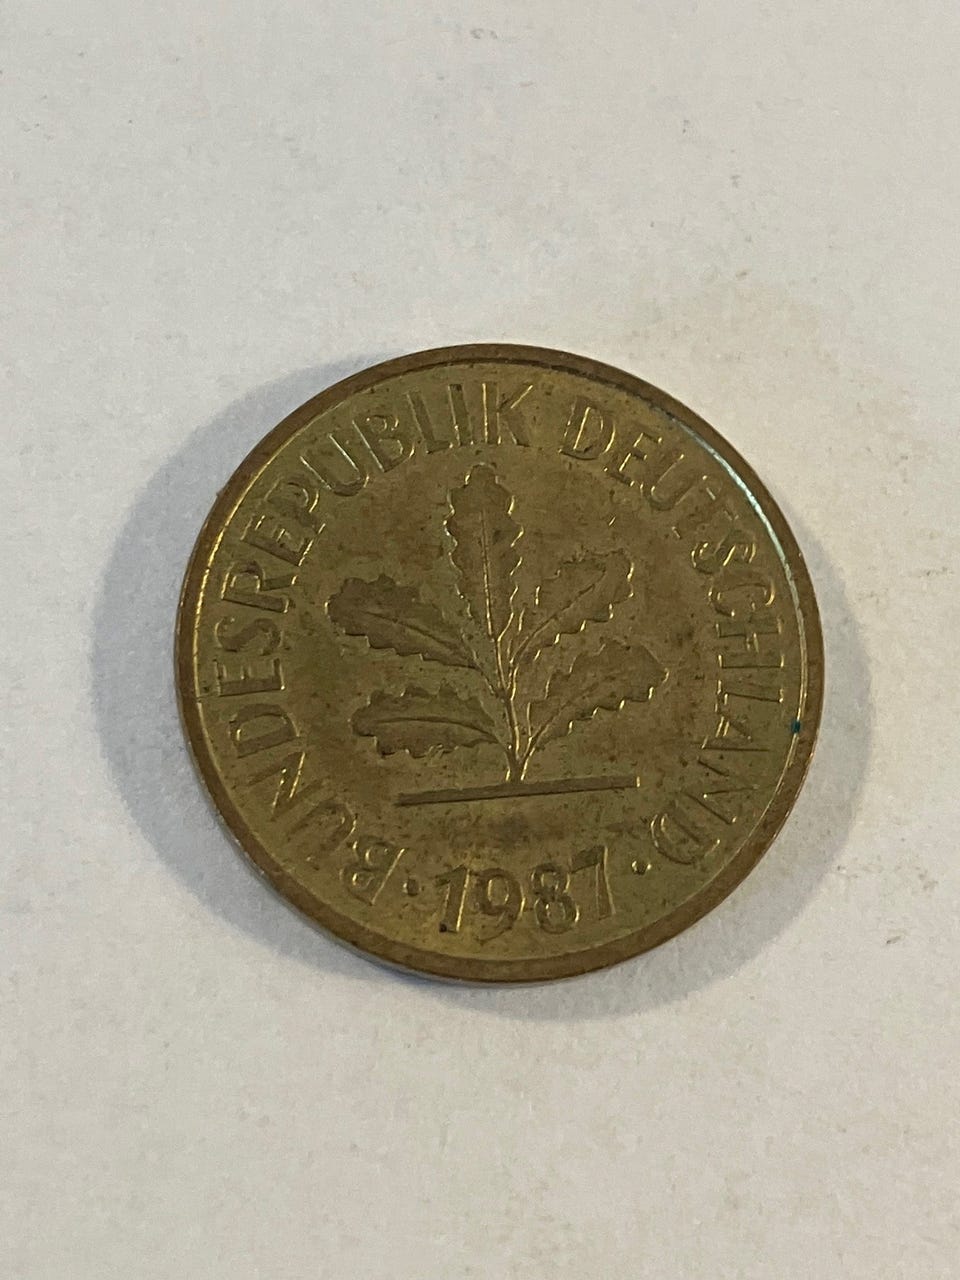 BUNDESREPUBLIK DEUTSCHLAND
· 1987 ·